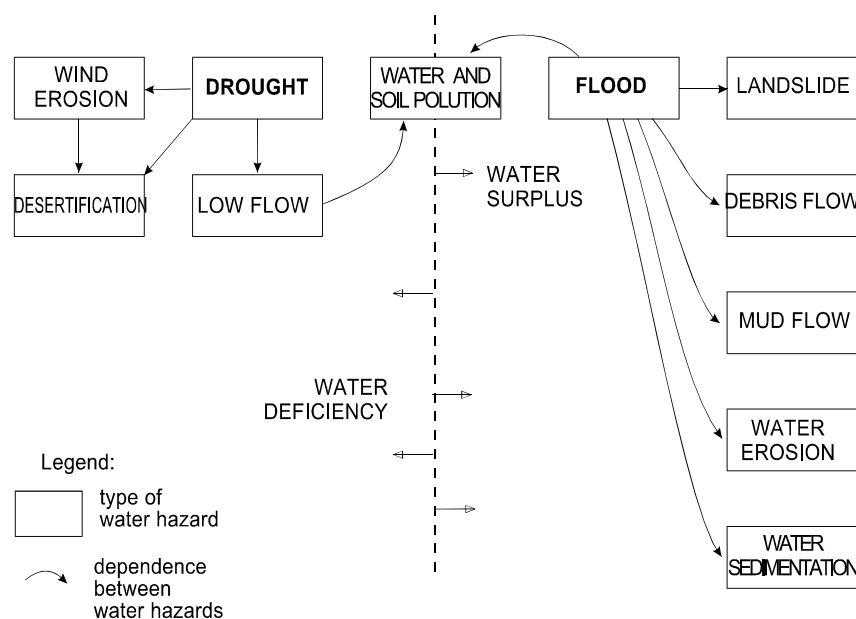 WIND
EROSION
DROUGHT
WATER AND
SOIL POLUTION
FLOOD
LANDSLIDE
DESERTIFICATION
LOW FLOW
WATER
SURPLUS
DEBRIS FLOW
MUD FLOW
WATER
DEFICIENCY
WATER
EROSION
Legend:
type of
water hazard
WATER
SEDIMENTATION
dependence
between
water hazards